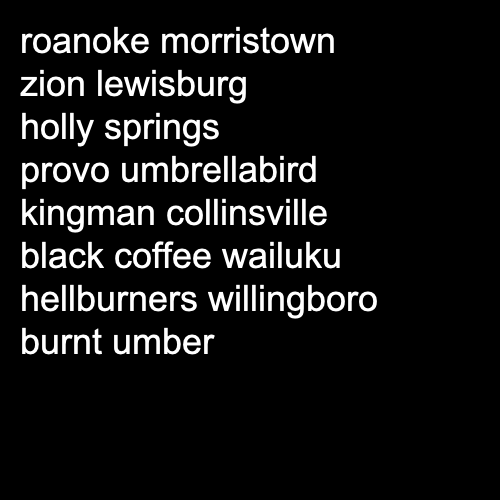 roanoke morristown
zion lewisburg
holly springs
provo umbrellabird
kingman collinsville
black coffee wailuku
hellburners willingboro
burnt umber